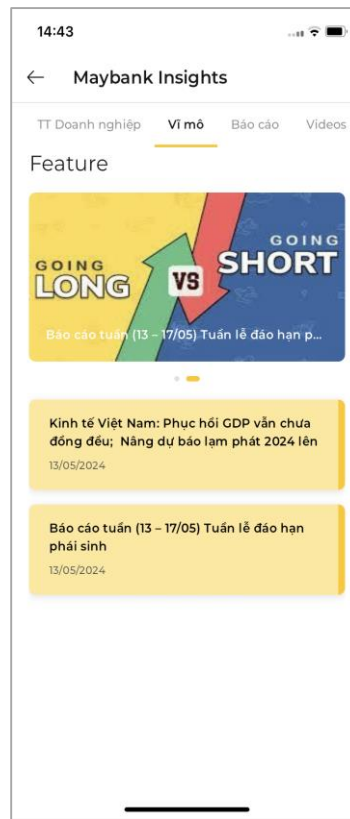 14:43
Maybank Insights
TT Doanh nghiệp Vĩ mô Báo cáo Videos
Feature
GOING
LONG
VS
GOING
SHORT
Báo cáo tuần (13 – 17/05) Tuần lễ đáo hạn p...
Kinh tế Việt Nam: Phục hồi GDP vẫn chưa
đồng đều; Nâng dự báo lạm phát 2024 lên
13/05/2024
Báo cáo tuần (13 – 17/05) Tuần lễ đáo hạn
phái sinh
13/05/2024